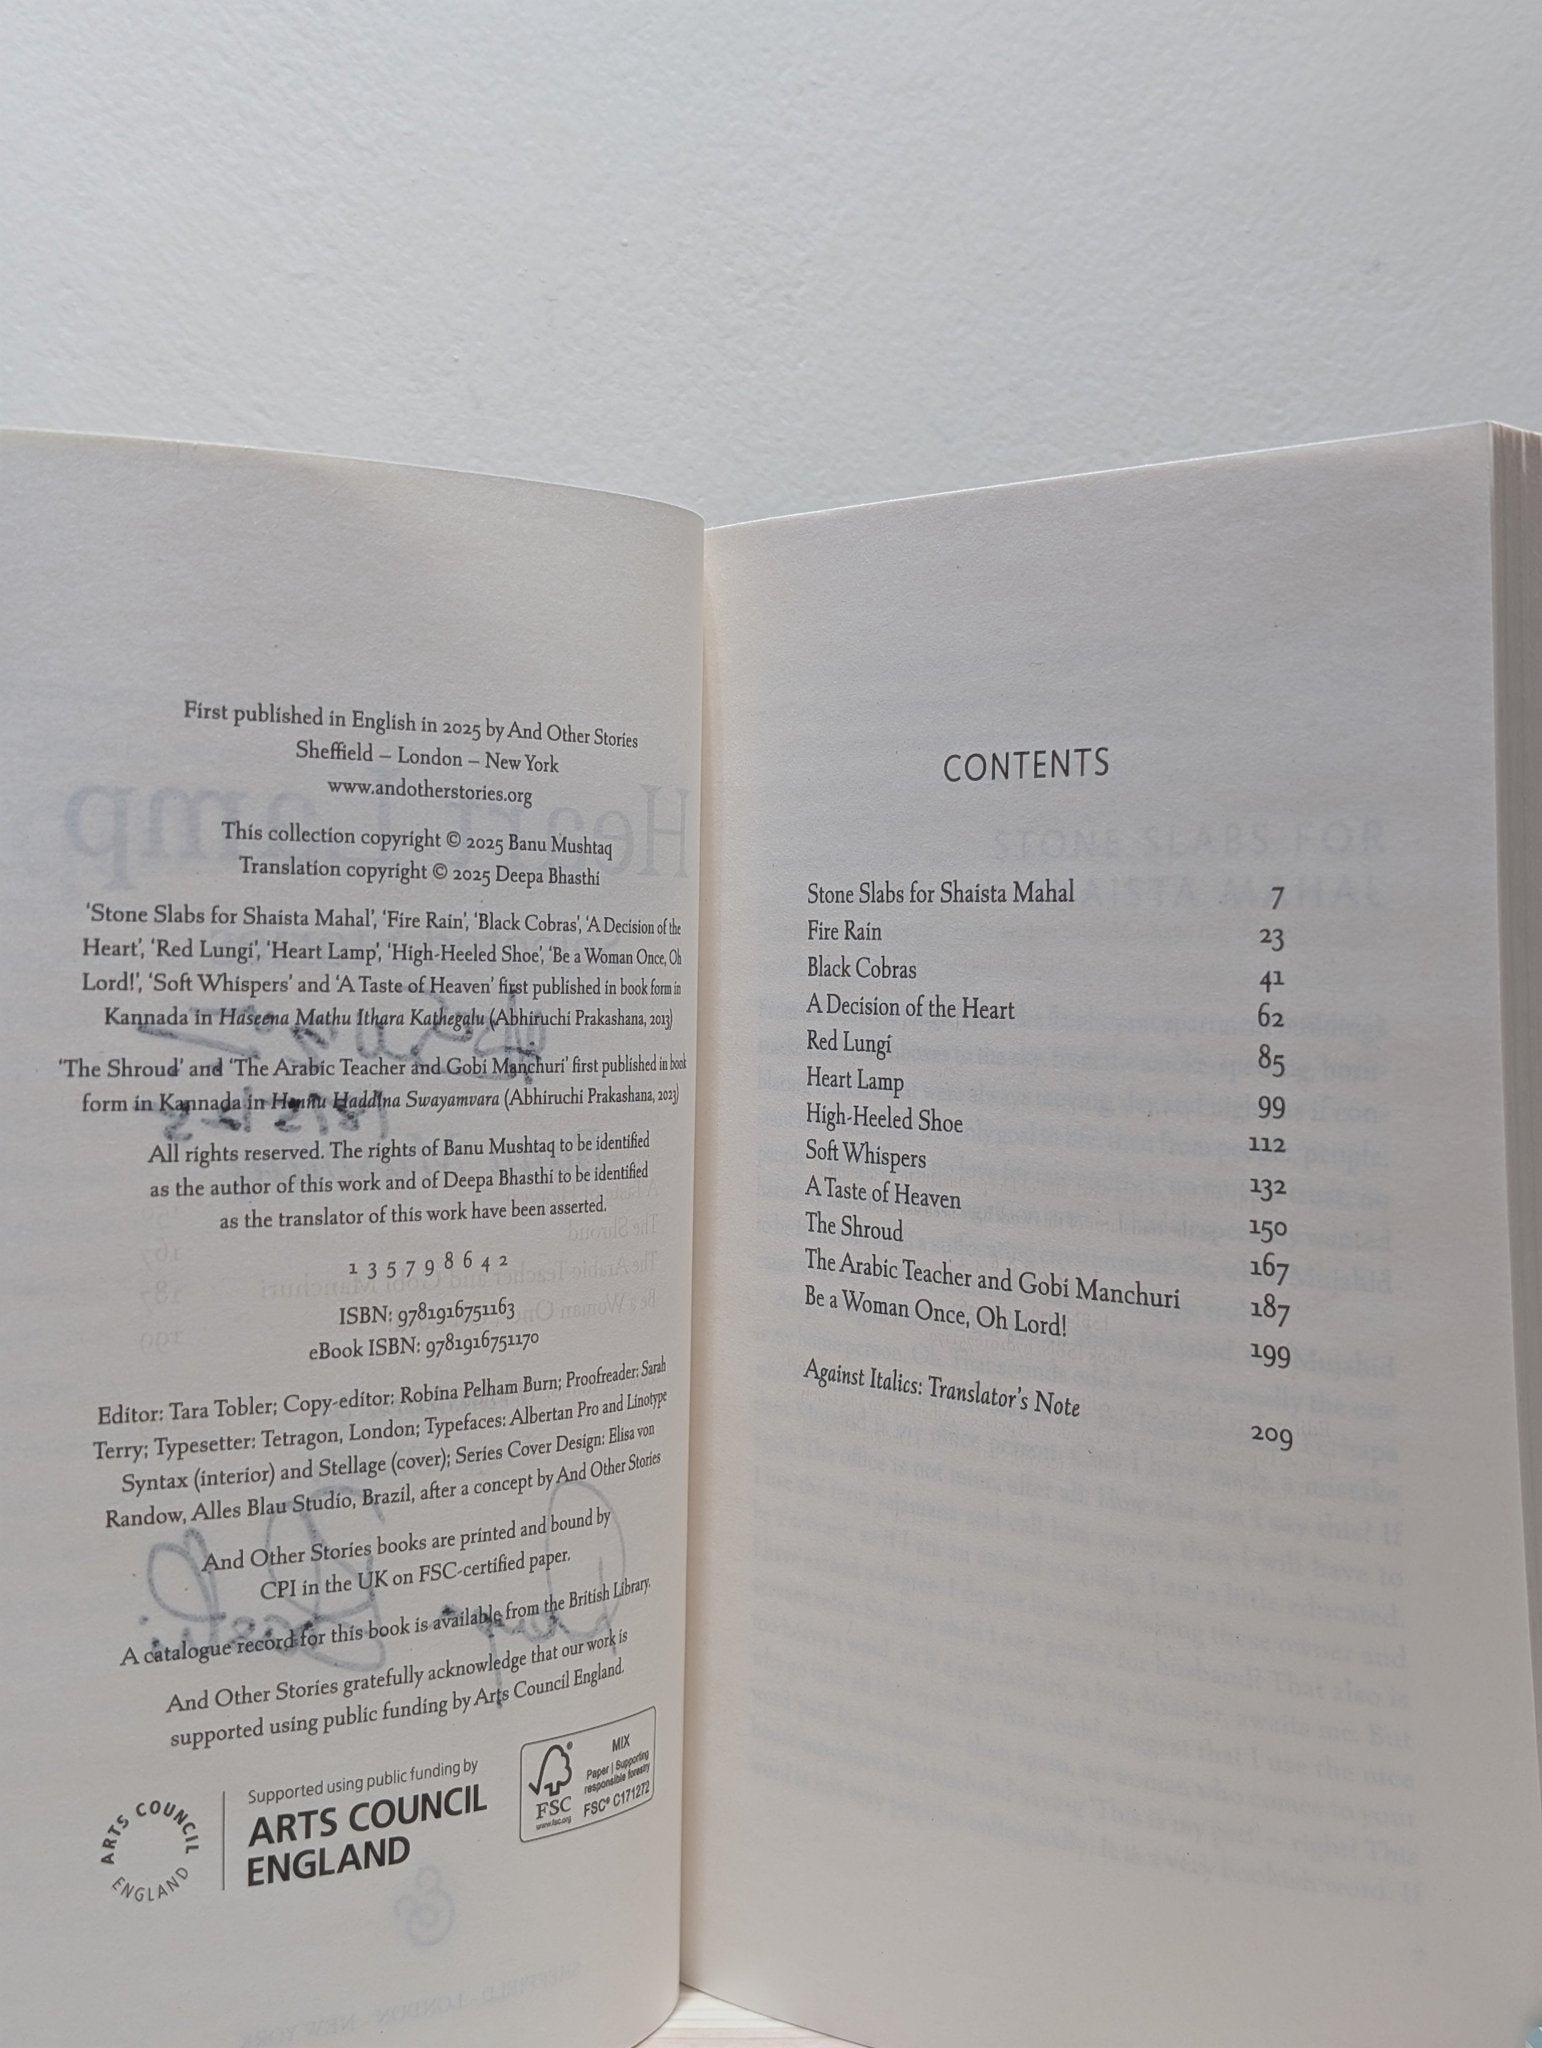 First published in English in 2025 by And Other Stories
Sheffield – London – New York
www.andotherstories.org
This collection copyright © 2025 Banu Mushtaq
Translation copyright © 2025 Deepa Bhasthi
‘Stone Slabs for Shaista Mahal’, ‘Fire Rain’, ‘Black Cobras’, ‘A Decision of the
Heart’, ‘Red Lungi’, ‘Heart Lamp’, ‘High-Heeled Shoe’, ‘Be a Woman Once, Oh
Lord!’, ‘Soft Whispers’ and ‘A Taste of Heaven’ first published in book form in
Kannada in Haseena Mathu Ithara Kathegalu (Abhiruchi Prakashana, 2013)
‘The Shroud’ and ‘The Arabic Teacher and Gobi Manchuri’ first published in book
form in Kannada in Hennu Haddina Swayamvara (Abhiruchi Prakashana, 2023)
All rights reserved. The rights of Banu Mushtaq to be identified
as the author of this work and of Deepa Bhasthi to be identified
as the translator of this work have been asserted.
1 3 5 7 9 8 6 4 2
ISBN: 9781916751163
eBook ISBN: 9781916751170
Editor: Tara Tobler; Copy-editor: Robina Pelham Burn; Proofreader: Sarah
Terry; Typesetter: Tetragon, London; Typefaces: Albertan Pro and Linotype
Syntax (interior) and Stellage (cover); Series Cover Design: Elisa von
Randow, Alles Blau Studio, Brazil, after a concept by And Other Stories
And Other Stories books are printed and bound by
CPI in the UK on FSC-certified paper.
A catalogue record for this book is available from the British Library.
And Other Stories gratefully acknowledge that our work is
supported using public funding by Arts Council England.
ARTS COUNCIL ENGLAND
Supported using public funding by
ARTS COUNCIL
ENGLAND
FSC®
www.fsc.org
MIX
Paper | Supporting
responsible forestry
FSC® C171272
CONTENTS
Stone Slabs for Shaista Mahal 7
Fire Rain 23
Black Cobras 41
A Decision of the Heart 62
Red Lungi 85
Heart Lamp 99
High-Heeled Shoe 112
Soft Whispers 132
A Taste of Heaven 150
The Shroud 167
The Arabic Teacher and Gobi Manchuri 187
Be a Woman Once, Oh Lord! 199
Against Italics: Translator’s Note 209